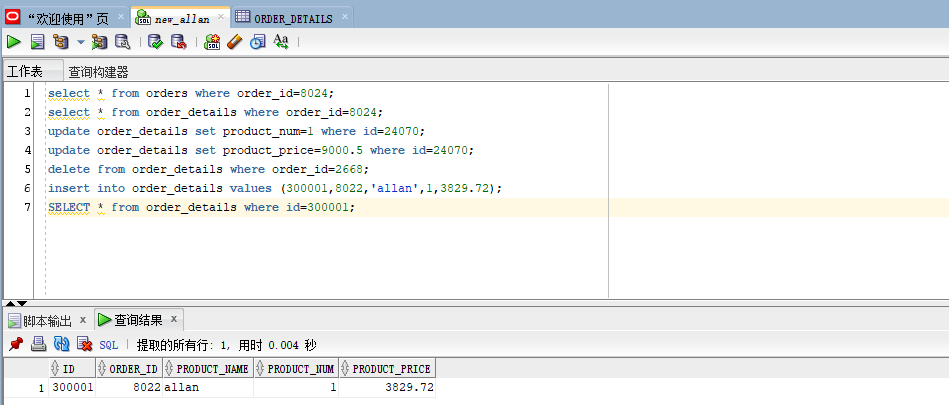 “欢迎使用”页 new_allan ORDER_DETAILS
工作表 查询构建器
1 select * from orders where order_id=8024;
2 select * from order_details where order_id=8024;
3 update order_details set product_num=1 where id=24070;
4 update order_details set product_price=9000.5 where id=24070;
5 delete from order_details where order_id=2668;
6 insert into order_details values (300001,8022,'allan',1,3829.72);
7 SELECT * from order_details where id=300001;
脚本输出 x 查询结果 x
SQL | 提取的所有行: 1, 用时 0.004 秒
ID ORDER_ID PRODUCT_NAME PRODUCT_NUM PRODUCT_PRICE
1 300001 8022 allan 1 3829.72